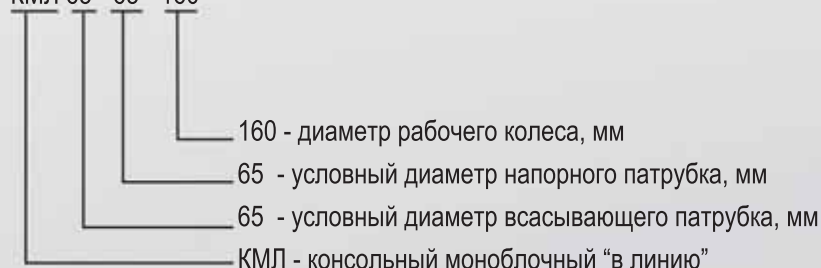 160 - диаметр рабочего колеса, мм
65 - условный диаметр напорного патрубка, мм
65 - условный диаметр всасывающего патрубка, мм
КМЛ - консольный моноблочный “в линию”